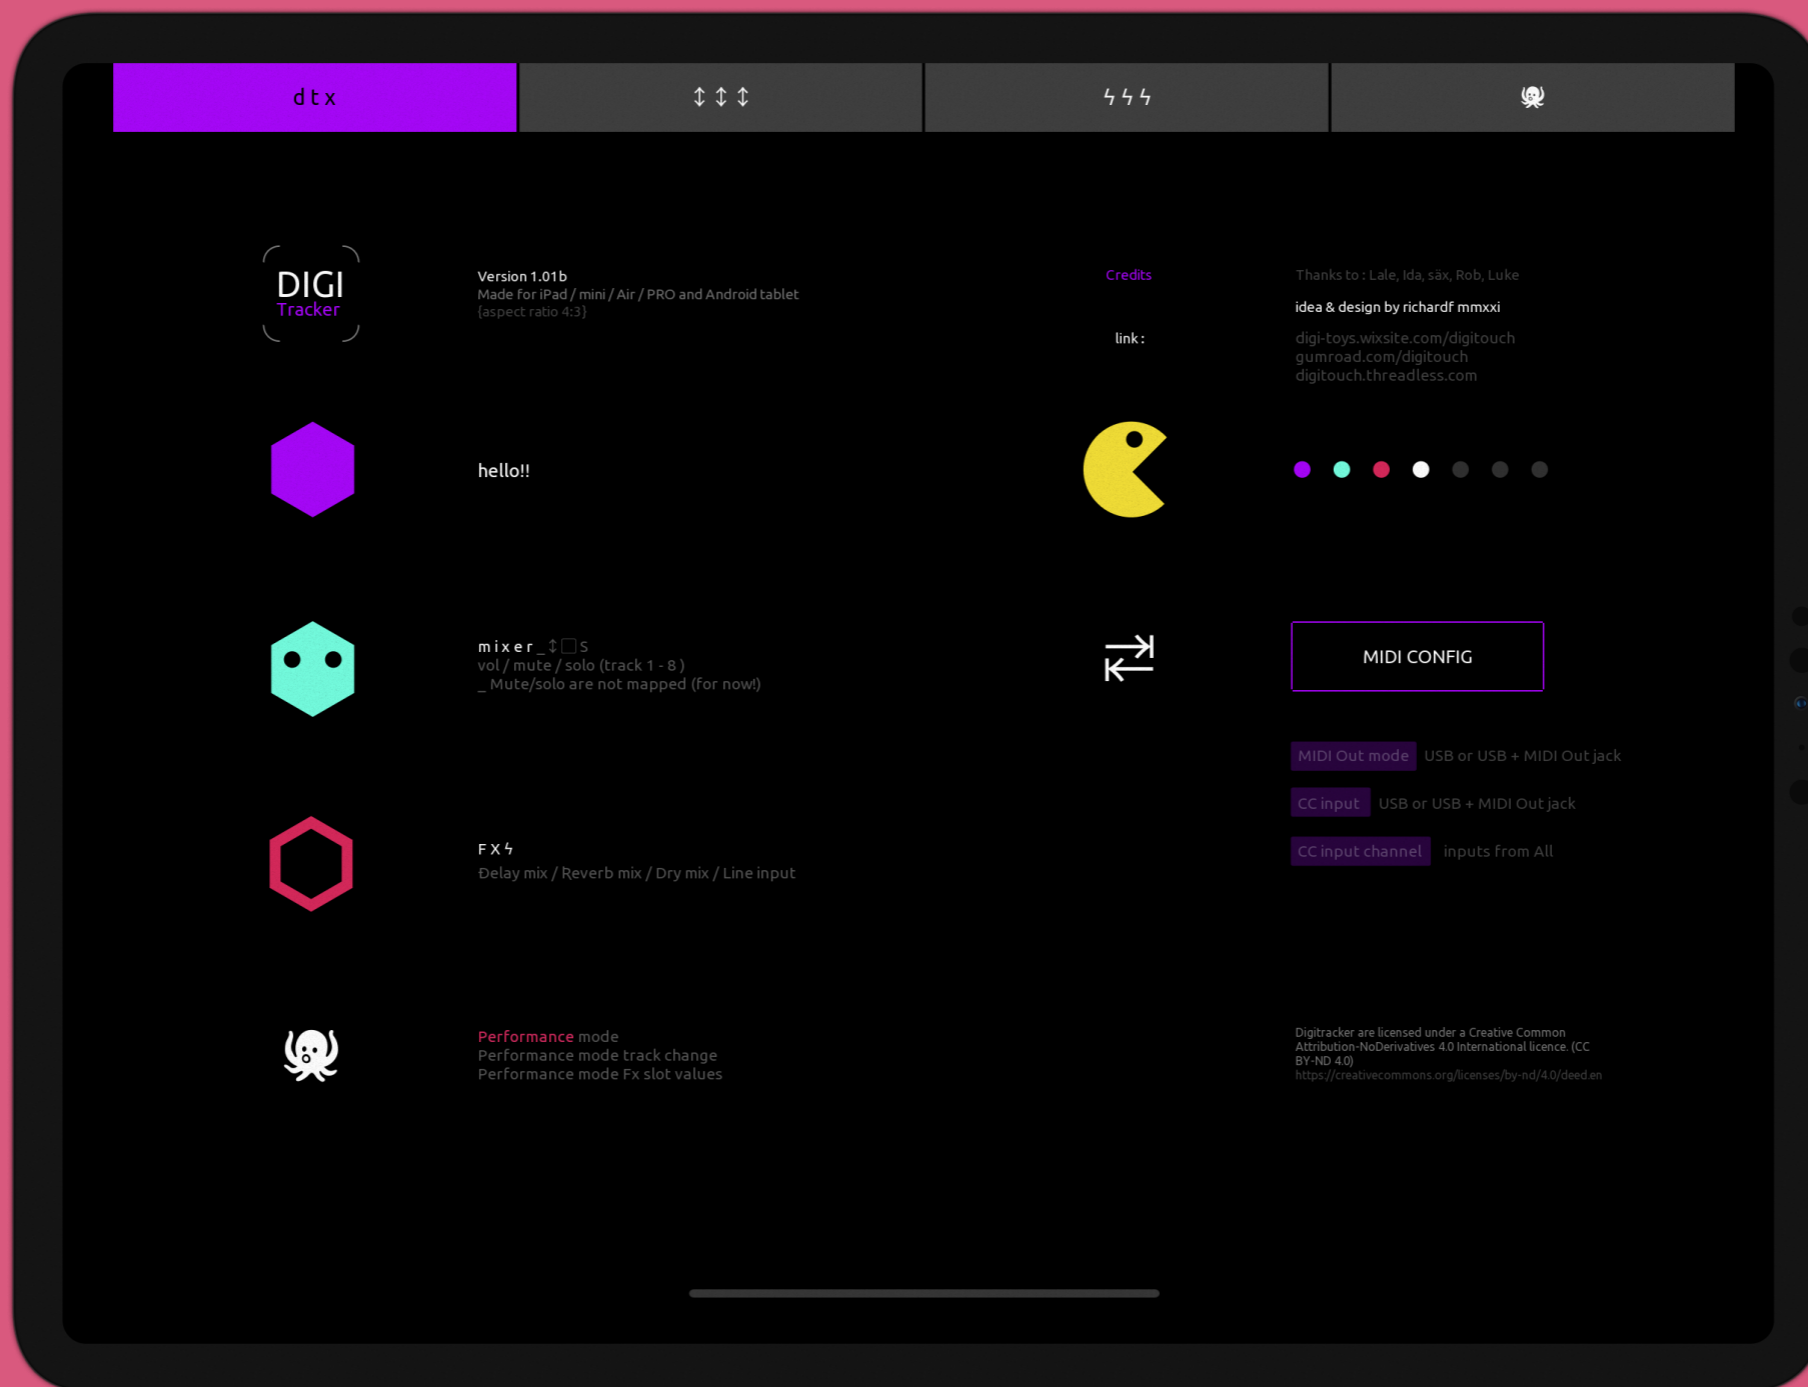 dtx
DIGI
Tracker
Version 1.01b
Made for iPad / mini / Air / PRO and Android tablet
{aspect ratio 4:3}
Credits
Thanks to : Lale, Ida, säx, Rob, Luke
idea & design by richardf mmxxi
link :
digi-toys.wixsite.com/digitouch
gumroad.com/digitouch
digitouch.threadless.com
hello!!
mixer_↕□S
vol / mute / solo (track 1 - 8 )
_ Mute/solo are not mapped (for now!)
MIDI CONFIG
MIDI Out mode USB or USB + MIDI Out jack
CC input USB or USB + MIDI Out jack
CC input channel inputs from All
FXϟ
Delay mix / Reverb mix / Dry mix / Line input
Performance mode
Performance mode track change
Performance mode Fx slot values
Digitracker are licensed under a Creative Common
Attribution-NoDerivatives 4.0 International licence. (CC
BY-ND 4.0)
https://creativecommons.org/licenses/by-nd/4.0/deed.en